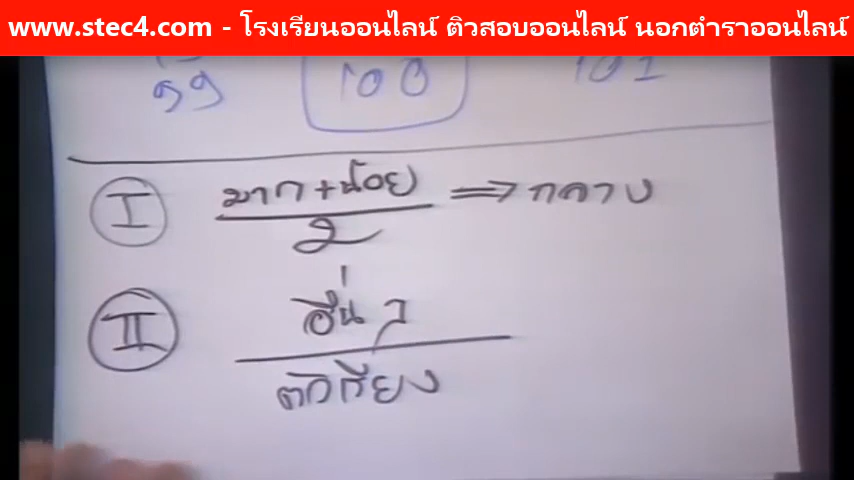 www.stec4.com - โรงเรียนออนไลน์ ติวสอบออนไลน์ นอกตำราออนไลน์
99 100 101
I มาก+น้อย ⇒ กลาง
2
II อื่น ๆ
ตัวเรียง